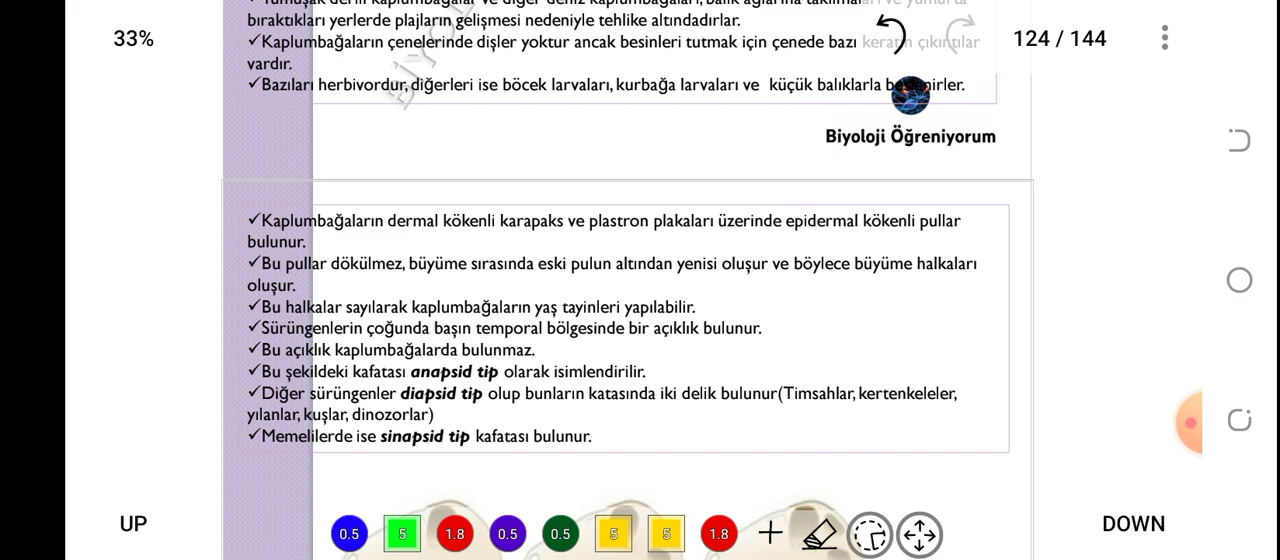 bıraktıkları yerlerde plajların gelişmesi nedeniyle tehlike altındadırlar.
33%
✓Kaplumbağaların çenelerinde dişler yoktur ancak besinleri tutmak için çenede bazı keratin çıkıntılar
124 / 144
vardır.
✓Bazıları herbivordur, diğerleri ise böcek larvaları, kurbağa larvaları ve küçük balıklarla beslenirler.
Biyoloji Öğreniyorum
✓Kaplumbağaların dermal kökenli karapaks ve plastron plakaları üzerinde epidermal kökenli pullar
bulunur.
✓Bu pullar dökülmez, büyüme sırasında eski pulun altından yenisi oluşur ve böylece büyüme halkaları
oluşur.
✓Bu halkalar sayılarak kaplumbağaların yaş tayinleri yapılabilir.
✓Sürüngenlerin çoğunda başın temporal bölgesinde bir açıklık bulunur.
✓Bu açıklık kaplumbağalarda bulunmaz.
✓Bu şekildeki kafatası anapsid tip olarak isimlendirilir.
✓Diğer sürüngenler diapsid tip olup bunların katasında iki delik bulunur(Timsahlar, kertenkeleler,
yılanlar, kuşlar, dinozorlar)
✓Memelilerde ise sinapsid tip kafatası bulunur.
UP
0.5 5 1.8 0.5 0.5 5 5 1.8
DOWN